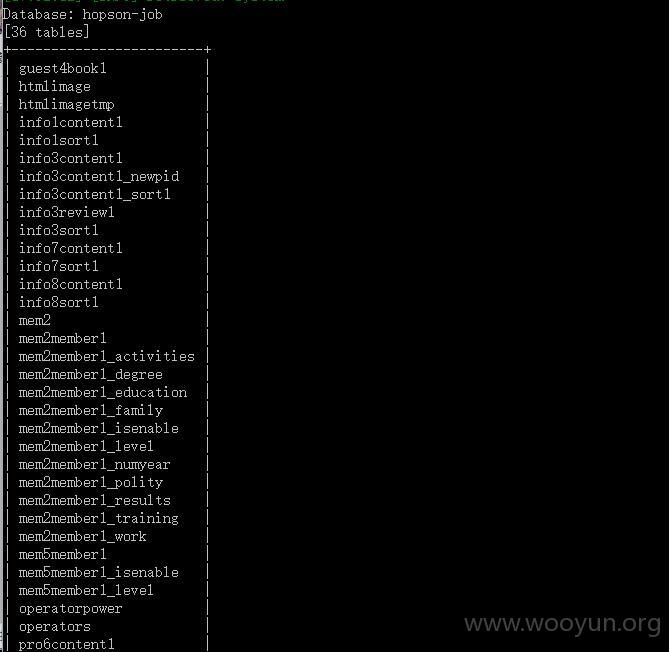 Database: hopson-job
[36 tables]
+------------------------+
| guest4book1 |
| htmlimage |
| htmlimagetmp |
| info1content1 |
| info1sort1 |
| info3content1 |
| info3content1_newpid |
| info3content1_sort1 |
| info3review1 |
| info3sort1 |
| info7content1 |
| info7sort1 |
| info8content1 |
| info8sort1 |
| mem2 |
| mem2member1 |
| mem2member1_activities |
| mem2member1_degree |
| mem2member1_education |
| mem2member1_family |
| mem2member1_isenable |
| mem2member1_level |
| mem2member1_numyear |
| mem2member1_polity |
| mem2member1_results |
| mem2member1_training |
| mem2member1_work |
| mem5member1 |
| mem5member1_isenable |
| mem5member1_level |
| operatorpower |
| operators |
| pro6content1 |
www.wooyun.org